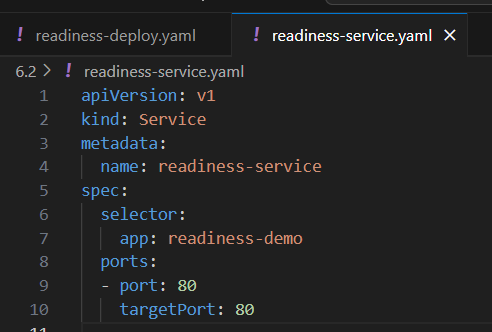 ! readiness-deploy.yaml ! readiness-service.yaml ×
6.2 > ! readiness-service.yaml
1 apiVersion: v1
2 kind: Service
3 metadata:
4   name: readiness-service
5 spec:
6   selector:
7     app: readiness-demo
8   ports:
9   - port: 80
10     targetPort: 80
11